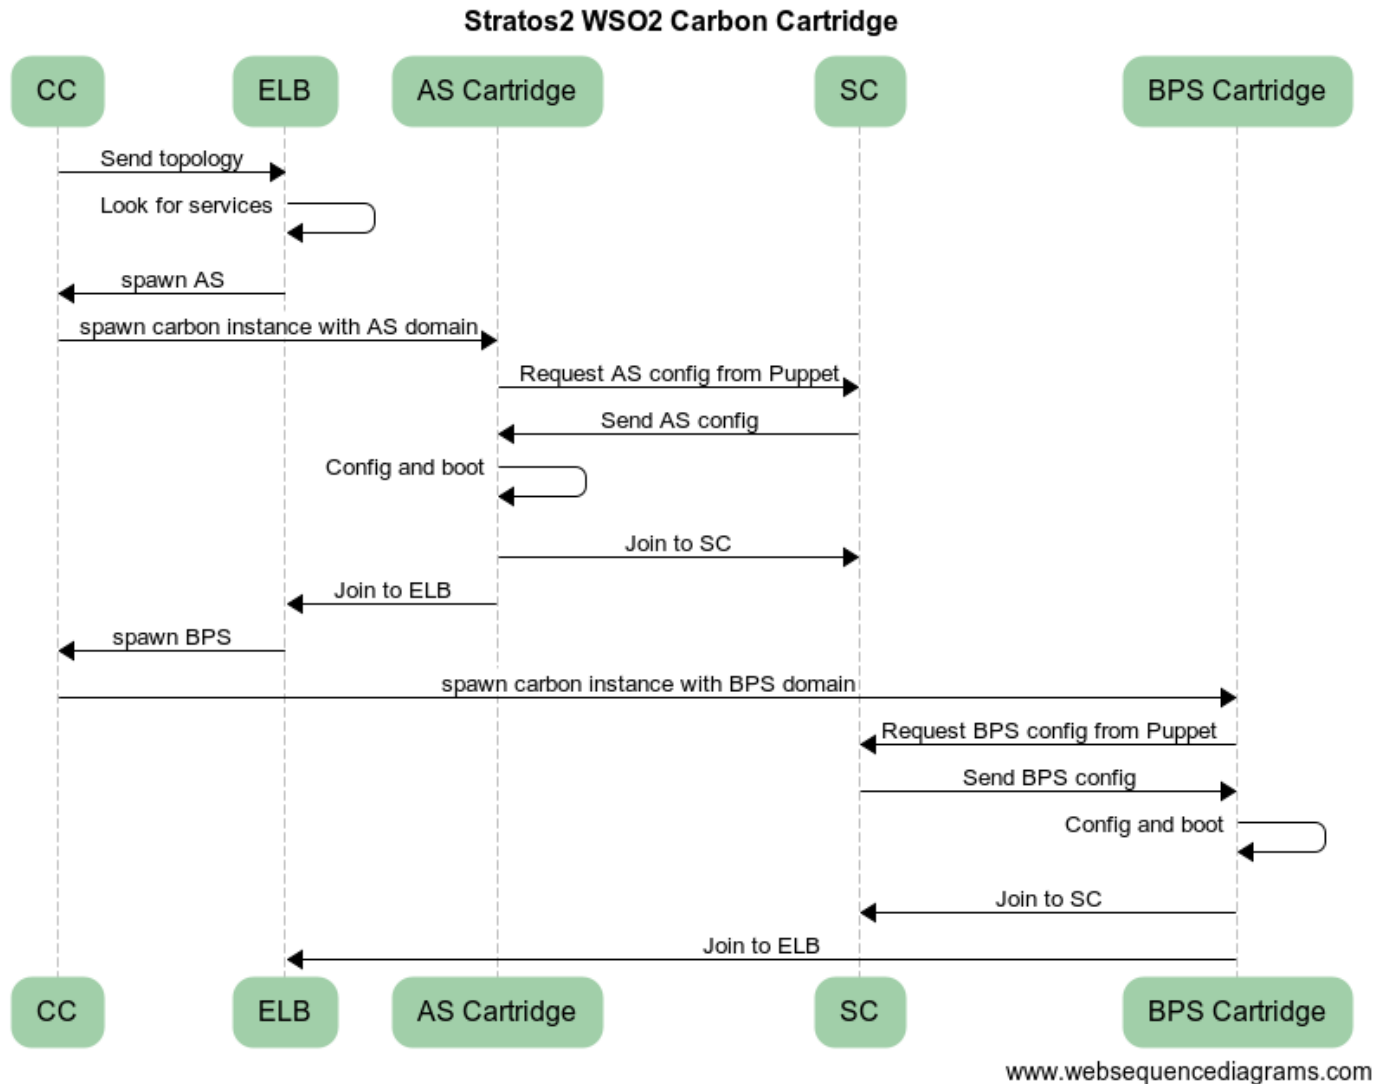 Stratos2 WSO2 Carbon Cartridge
CC
ELB
AS Cartridge
SC
BPS Cartridge
Send topology
Look for services
spawn AS
spawn carbon instance with AS domain
Request AS config from Puppet
Send AS config
Config and boot
Join to SC
Join to ELB
spawn BPS
spawn carbon instance with BPS domain
Request BPS config from Puppet
Send BPS config
Config and boot
Join to SC
Join to ELB
CC
ELB
AS Cartridge
SC
BPS Cartridge
www.websequencediagrams.com